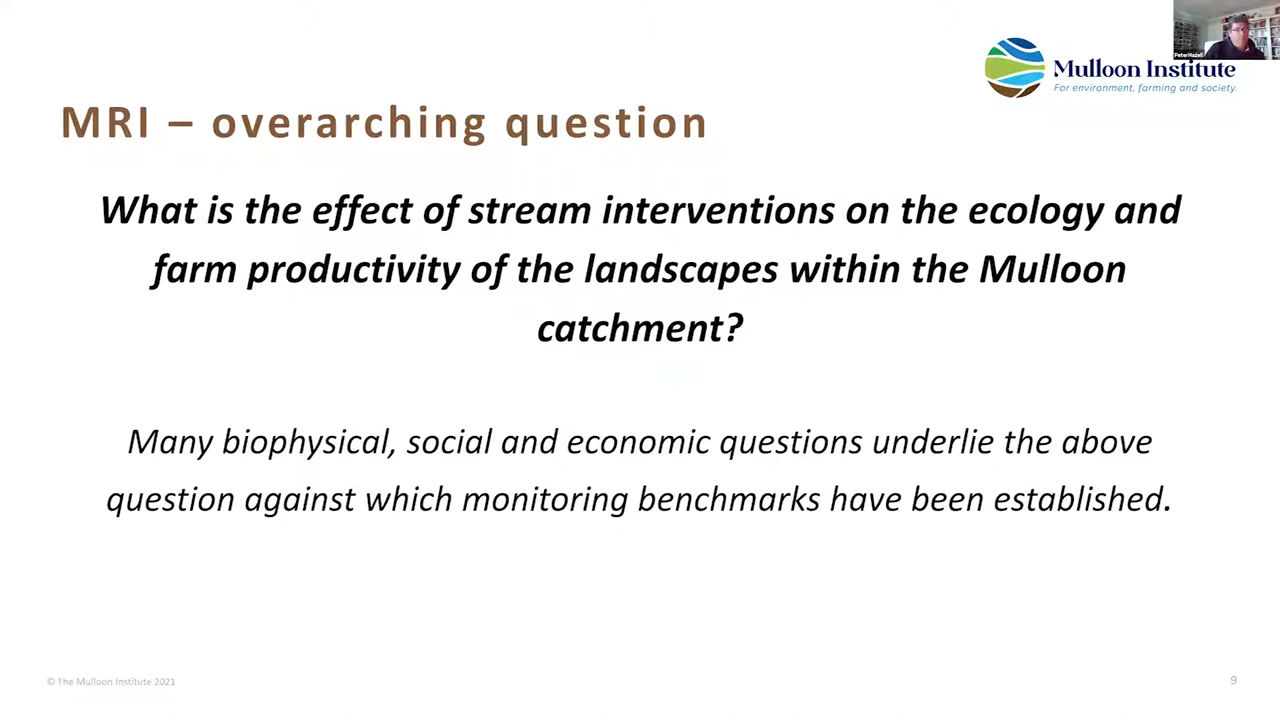 PeterHazell
Mulloon Institute
For environment, farming and society.
MRI – overarching question
What is the effect of stream interventions on the ecology and
farm productivity of the landscapes within the Mulloon
catchment?
Many biophysical, social and economic questions underlie the above
question against which monitoring benchmarks have been established.
© The Mulloon Institute 2021
9